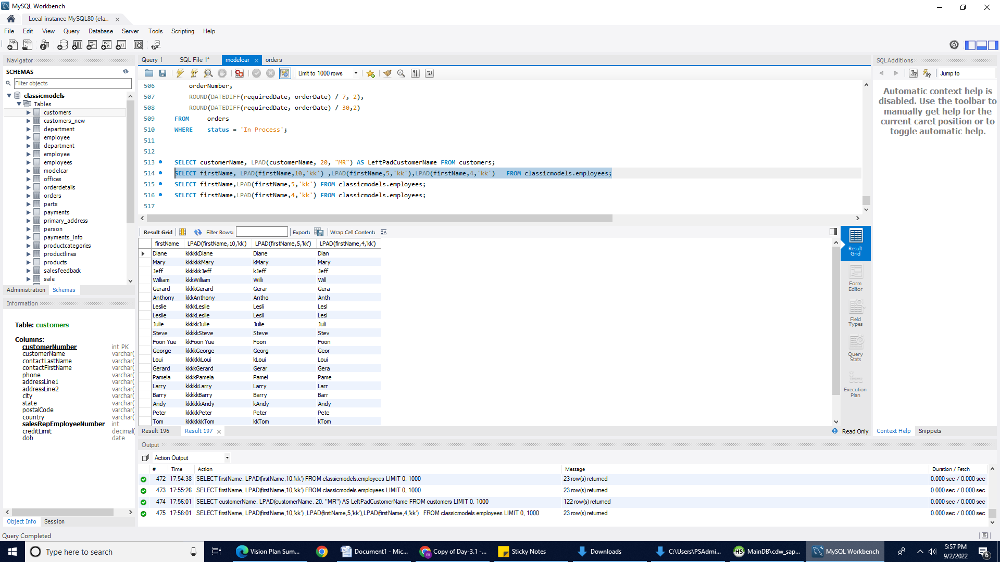 MySQL Workbench
Local instance MySQL80 (cla...
File Edit View Query Database Server Tools Scripting Help
Navigator
SCHEMAS
Filter objects
classicmodels
Tables
customers
customers_new
department
employee
department
employee
employees
modelcar
offices
orderdetails
orders
parts
payments
primary_address
person
payments_info
productcategories
productlines
products
salesfeedback
sale
Administration Schemas
Information
Table: customers
Columns:
customerNumber int PK
customerName varchar(
contactLastName varchar(
contactFirstName varchar(
phone varchar(
addressLine1 varchar(
addressLine2 varchar(
city varchar(
state varchar(
postalCode varchar(
country varchar(
salesRepEmployeeNumber int
creditLimit decimal(
dob date
Object Info Session
Query 1 SQL File 1* modelcar orders
Limit to 1000 rows
506 orderNumber,
507 ROUND(DATEDIFF(requiredDate, orderDate) / 7, 2),
508 ROUND(DATEDIFF(requiredDate, orderDate) / 30,2)
509 FROM orders
510 WHERE status = 'In Process';
511
512
513 SELECT customerName, LPAD(customerName, 20, "MR") AS LeftPadCustomerName FROM customers;
514 SELECT firstName, LPAD(firstName,10,'kk') ,LPAD(firstName,5,'kk'),LPAD(firstName,4,'kk') FROM classicmodels.employees;
515 SELECT firstName,LPAD(firstName,5,'kk') FROM classicmodels.employees;
516 SELECT firstName,LPAD(firstName,4,'kk') FROM classicmodels.employees;
517
Result Grid Filter Rows: Export: Wrap Cell Content:
firstName LPAD(firstName,10,'kk') LPAD(firstName,5,'kk') LPAD(firstName,4,'kk')
Diane kkkkkDiane Diane Dian
Mary kkkkkkMary kMary Mary
Jeff kkkkkkJeff kJeff Jeff
William kkkWilliam Willi Will
Gerard kkkkGerard Gerar Gera
Anthony kkkAnthony Antho Anth
Leslie kkkkLeslie Lesli Lesl
Leslie kkkkLeslie Lesli Lesl
Julie kkkkkJulie Julie Juli
Steve kkkkkSteve Steve Stev
Foon Yue kkFoon Yue Foon Foon
George kkkkGeorge Georg Geor
Loui kkkkkkLoui kLoui Loui
Gerard kkkkGerard Gerar Gera
Pamela kkkkPamela Pamel Pame
Larry kkkkkLarry Larry Larr
Barry kkkkkBarry Barry Barr
Andy kkkkkkAndy kAndy Andy
Peter kkkkkPeter Peter Pete
Tom kkkkkkkTom kkTom kTom
Result Grid
Form Editor
Field Types
Query Stats
Execution Plan
Result 196 Result 197 Read Only
SQLAdditions
Jump to
Automatic context help is
disabled. Use the toolbar to
manually get help for the
current caret position or to
toggle automatic help.
Context Help Snippets
Output
Action Output
# Time Action Message Duration / Fetch
472 17:54:38 SELECT firstName, LPAD(firstName,10,'kk') FROM classicmodels.employees LIMIT 0, 1000 23 row(s) returned 0.000 sec / 0.000 sec
473 17:55:26 SELECT firstName, LPAD(firstName,10,'kk') FROM classicmodels.employees LIMIT 0, 1000 23 row(s) returned 0.000 sec / 0.000 sec
474 17:56:01 SELECT customerName, LPAD(customerName, 20, "MR") AS LeftPadCustomerName FROM customers LIMIT 0, 1000 122 row(s) returned 0.000 sec / 0.000 sec
475 17:56:01 SELECT firstName, LPAD(firstName,10,'kk') ,LPAD(firstName,5,'kk'),LPAD(firstName,4,'kk') FROM classicmodels.employees LIMIT 0, 1000 23 row(s) returned 0.000 sec / 0.000 sec
Query Completed
Type here to search
Vision Plan Sum...
Document1 - Mic...
Copy of Day-3.1 -...
Sticky Notes
Downloads
C:\Users\PSAdmi...
MainDB\cdw_sap...
MySQL Workbench
5:57 PM
9/2/2022
6